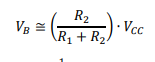 V_B ≅ (R_2 / (R_1 + R_2)) · V_CC